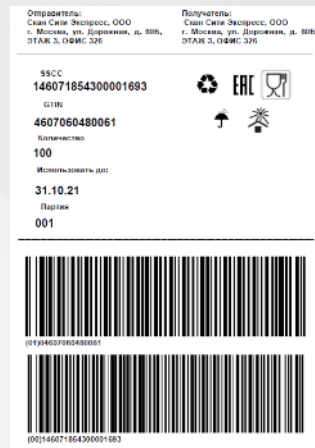 Отправитель:
Скан Сити Экспресс, ООО
г. Москва, ул. Дорожная, д. 60Б,
ЭТАЖ 3, ОФИС 326
Получатель:
Скан Сити Экспресс, ООО
г. Москва, ул. Дорожная, д. 60Б,
ЭТАЖ 3, ОФИС 326
SSCC
146071854300001693
GTIN
4607060480061
Количество
100
Использовать до:
31.10.21
Партия
001
EAC
(01)04607060480061
(00)146071854300001693